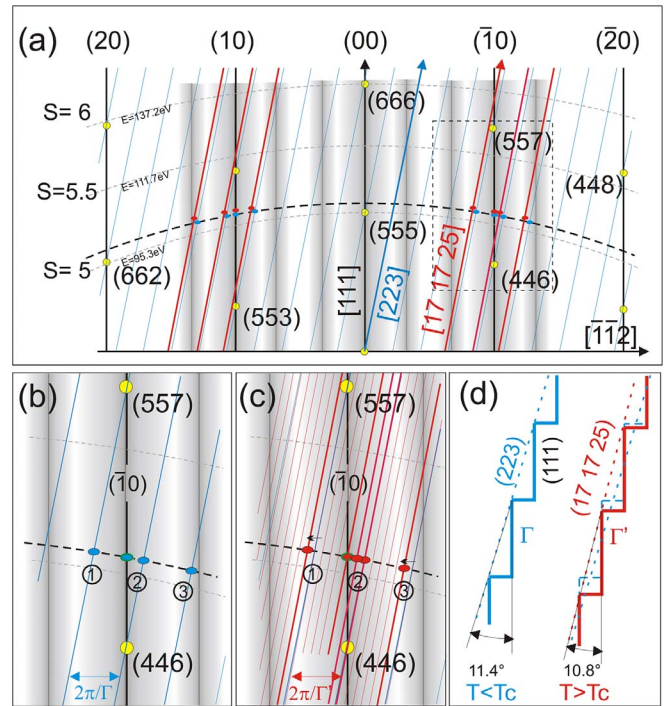 (a)
(20)
(10)
(00)
(1̅0)
(2̅0)
S= 6
E=137.2eV
(666)
(557)
S=5.5
E=111.7eV
(448)
(555)
S= 5
E=95.3eV
(662)
(553)
[111]
[223]
[17 17 25]
(446)
[1̅1̅2]
(b)
(557)
(1̅0)
1
2
3
(446)
2π/Γ
(c)
(557)
(1̅0)
1
2
3
(446)
2π/Γ'
(d)
(223)
(111)
Γ
(17 17 25)
Γ'
11.4°
T<Tc
10.8°
T>Tc